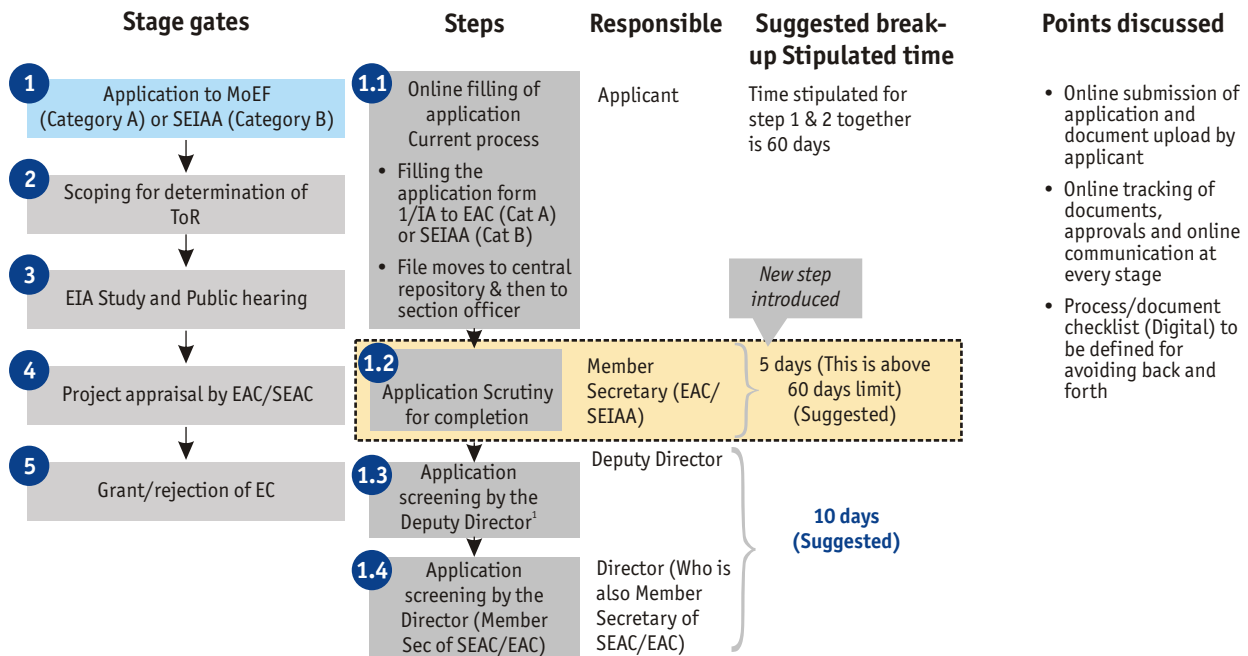 Stage gates
Steps
Responsible
Suggested break-
up Stipulated time
Points discussed
1
Application to MoEF
(Category A) or SEIAA (Category B)
2
Scoping for determination of
ToR
3
EIA Study and Public hearing
4
Project appraisal by EAC/SEAC
5
Grant/rejection of EC
1.1
Online filling of
application
Current process
• Filling the
application form
1/IA to EAC (Cat A)
or SEIAA (Cat B)
• File moves to central
repository & then to
section officer
Applicant
Time stipulated for
step 1 & 2 together
is 60 days
New step
introduced
1.2
Application Scrutiny
for completion
Member
Secretary (EAC/
SEIAA)
5 days (This is above
60 days limit)
(Suggested)
1.3
Application
screening by the
Deputy Director1
Deputy Director
10 days
(Suggested)
1.4
Application
screening by the
Director (Member
Sec of SEAC/EAC)
Director (Who is
also Member
Secretary of
SEAC/EAC)
• Online submission of
application and
document upload by
applicant
• Online tracking of
documents,
approvals and online
communication at
every stage
• Process/document
checklist (Digital) to
be defined for
avoiding back and
forth